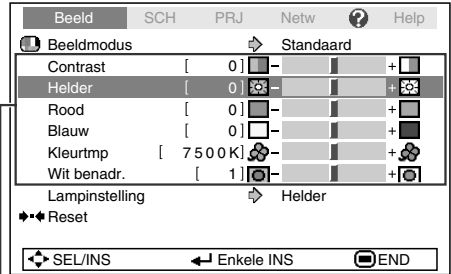 Beeld SCH PRJ Netw ? Help
Beeldmodus Standaard
Contrast [ 0] - +
Helder [ 0] - +
Rood [ 0] - +
Blauw [ 0] - +
Kleurtmp [ 7500K] - +
Wit benadr. [ 1] - +
Lampinstelling Helder
Reset
SEL/INS Enkele INS END